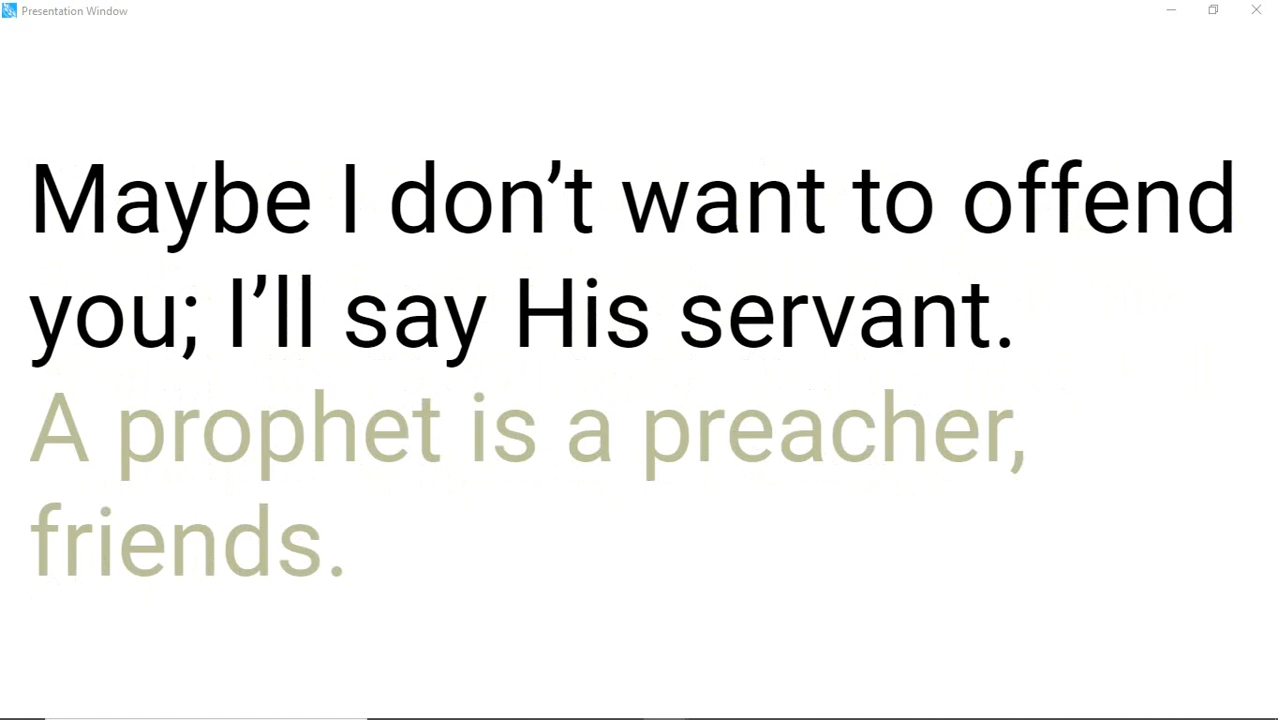 Presentation Window
Maybe I don’t want to offend
you; I’ll say His servant.
A prophet is a preacher,
friends.